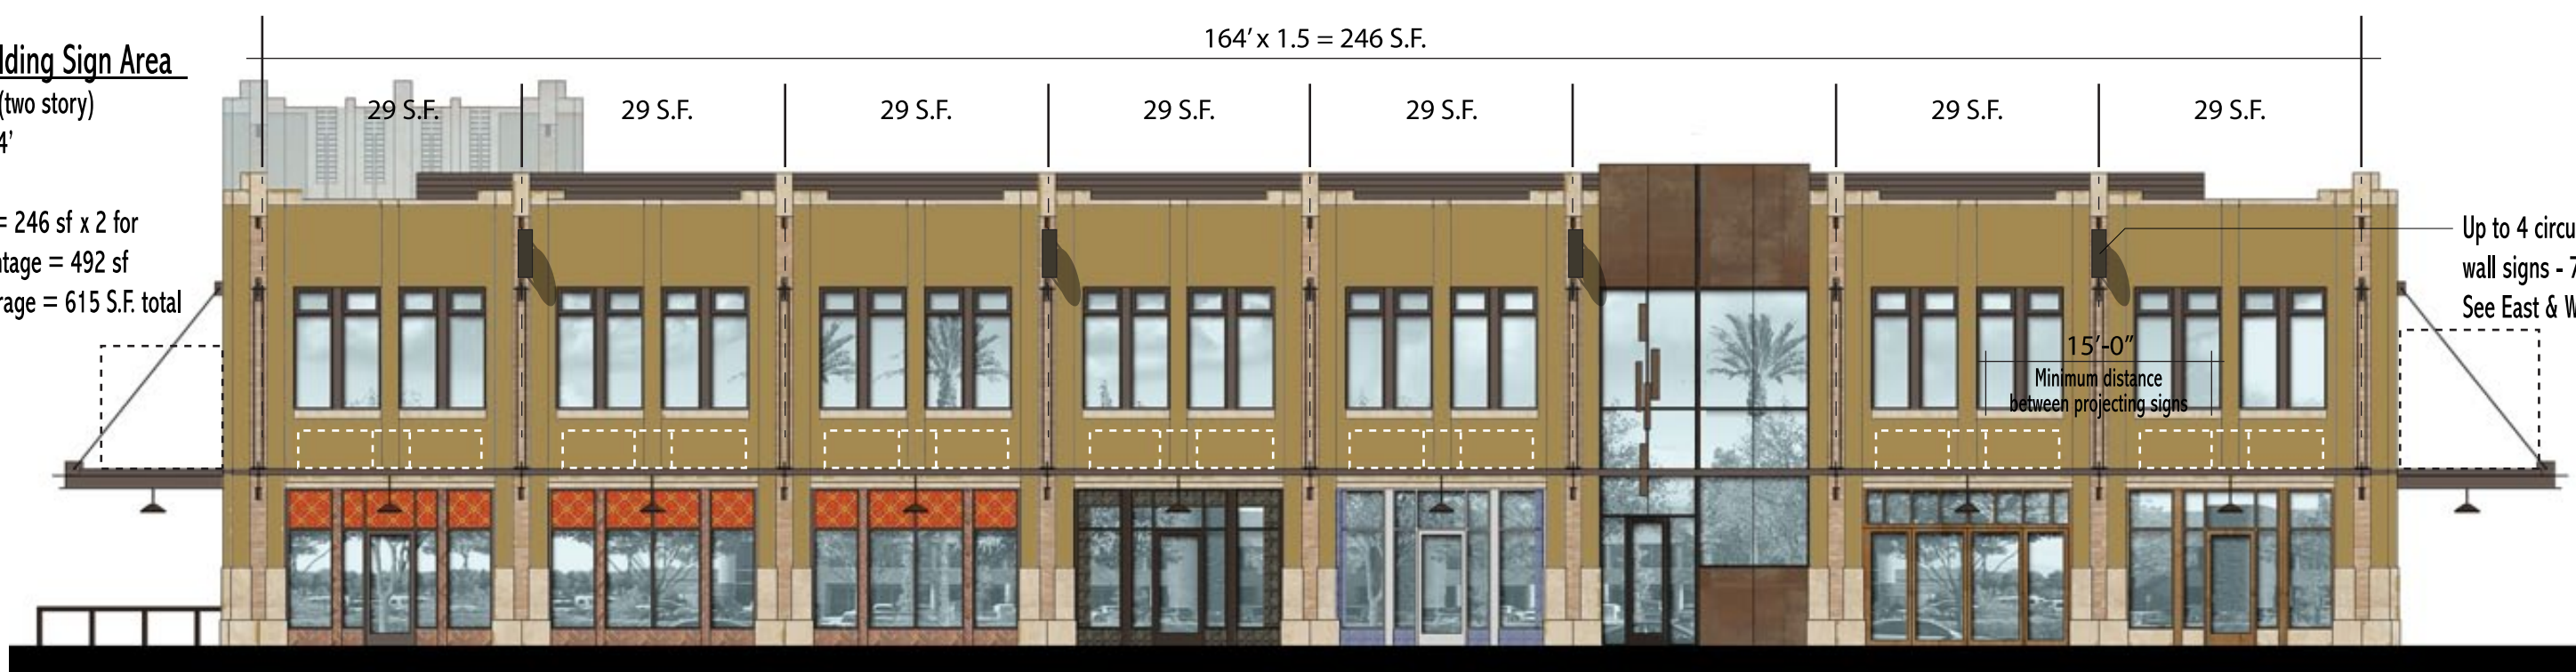 164' x 1.5 = 246 S.F.
lding Sign Area
(two story)
4'
= 246 sf x 2 for
ntage = 492 sf
rage = 615 S.F. total
29 S.F.
29 S.F.
29 S.F.
29 S.F.
29 S.F.
29 S.F.
29 S.F.
Up to 4 circu
wall signs - 7
See East & W
15'-0"
Minimum distance
between projecting signs